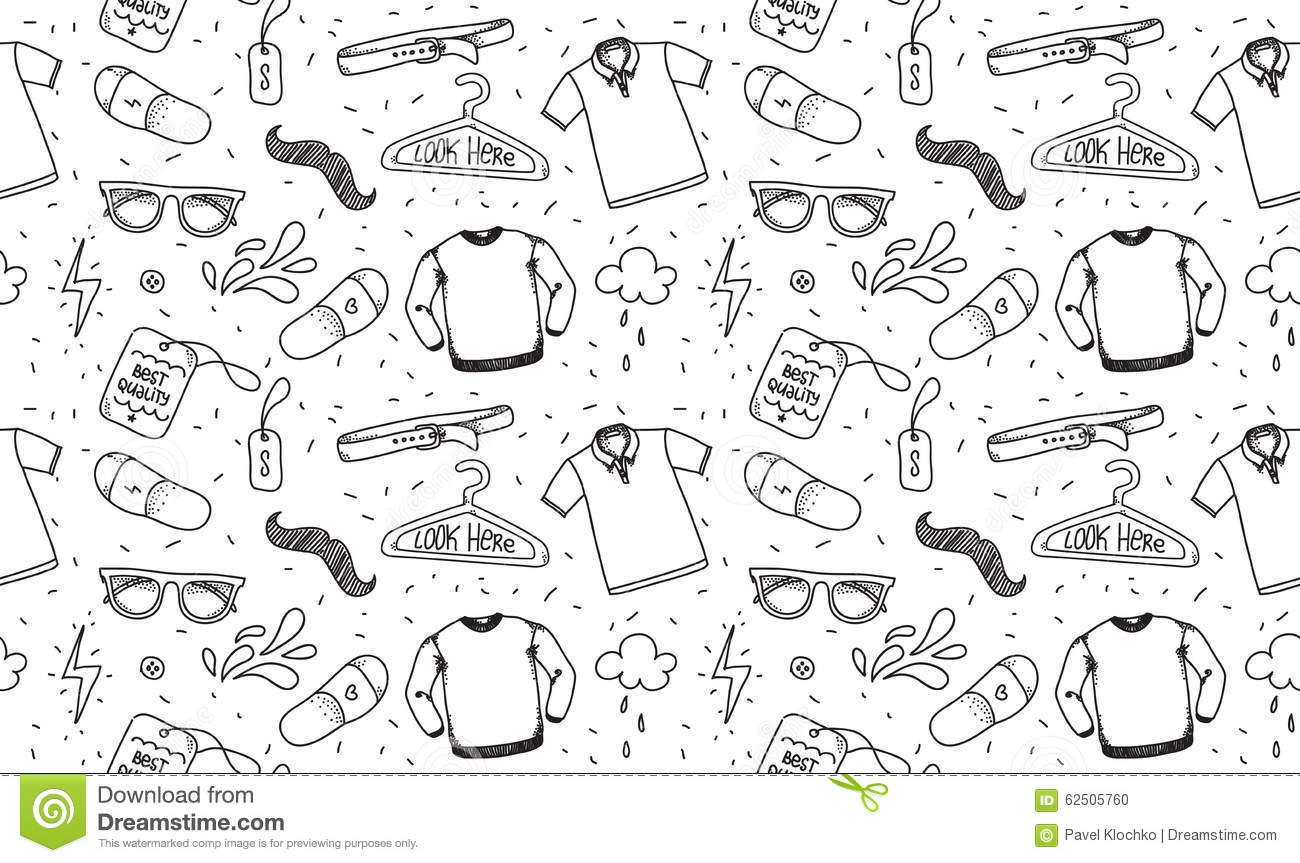 QUALITY
QUALITY
S
S
LOOK HERE
LOOK HERE
BEST
QUALITY
BEST
QUALITY
S
S
LOOK HERE
LOOK HERE
BEST
BEST
Download from
Dreamstime.com
This watermarked comp image is for previewing purposes only.
ID 62505760
© Pavel Klochko | Dreamstime.com